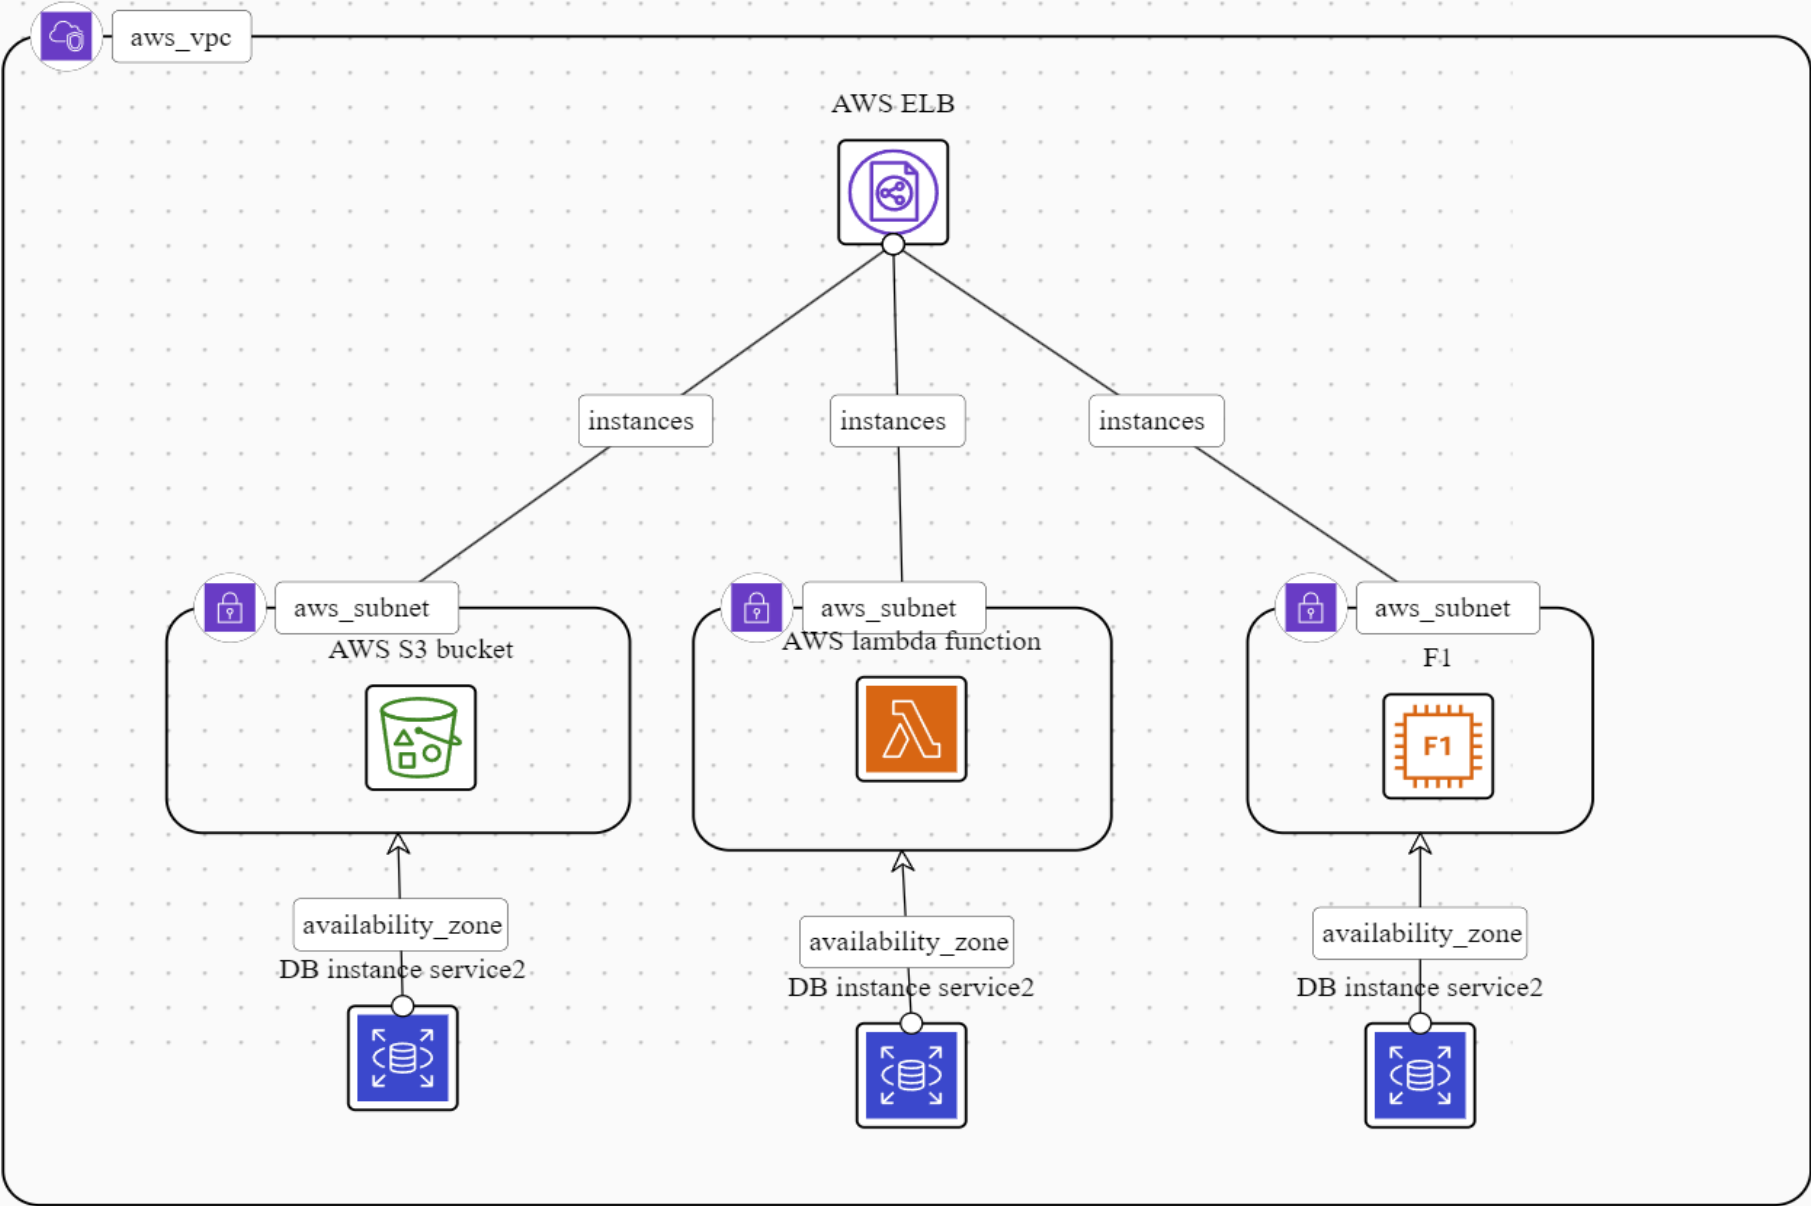 aws_vpc
AWS ELB
instances
instances
instances
aws_subnet
AWS S3 bucket
aws_subnet
AWS lambda function
aws_subnet
F1
F1
availability_zone
DB instance service2
availability_zone
DB instance service2
availability_zone
DB instance service2